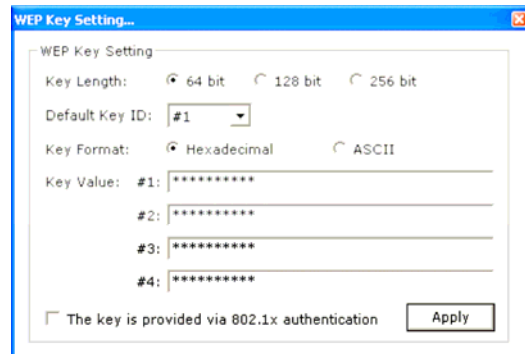 WEP Key Setting...
WEP Key Setting
Key Length: 64 bit 128 bit 256 bit
Default Key ID: #1
Key Format: Hexadecimal ASCII
Key Value: #1: **********
#2: **********
#3: **********
#4: **********
The key is provided via 802.1x authentication Apply